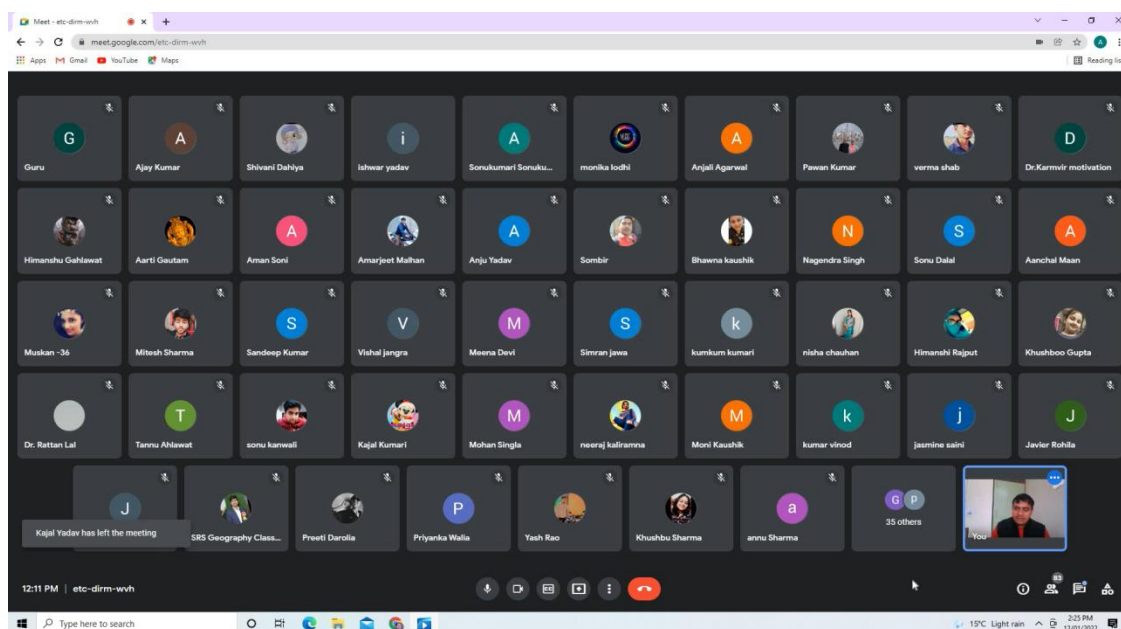 Meet - etc-dirm-wvh
meet.google.com/etc-dirm-wvh
Apps Gmail YouTube Maps Reading lis
G A i A A D
Guru Ajay Kumar Shivani Dahiya ishwar yadav Sonukumari Sonuku... monika lodhi Anjali Agarwal Pawan Kumar verma shab Dr.Karmvir motivation
A A N S A
Himanshu Gahlawat Aarti Gautam Aman Soni Amarjeet Malhan Anju Yadav Sombir Bhawna kaushik Nagendra Singh Sonu Dalal Aanchal Maan
S V M S k
Muskan -36 Mitesh Sharma Sandeep Kumar Vishal jangra Meena Devi Simran jawa kumkum kumari nisha chauhan Himanshi Rajput Khushboo Gupta
T M M k j J
Dr. Rattan Lal Tannu Ahlawat sonu kanwali Kajal Kumari Mohan Singla neeraj kaliramna Moni Kaushik kumar vinod jasmine saini Javier Rohila
J P a G P
35 others
Kajal Yadav has left the meeting SRS Geography Class... Preeti Darolia Priyanka Walia Yash Rao Khushbu Sharma annu Sharma You
83
12:11 PM | etc-dirm-wvh
Type here to search 15°C Light rain 2:25 PM
12/01/2022